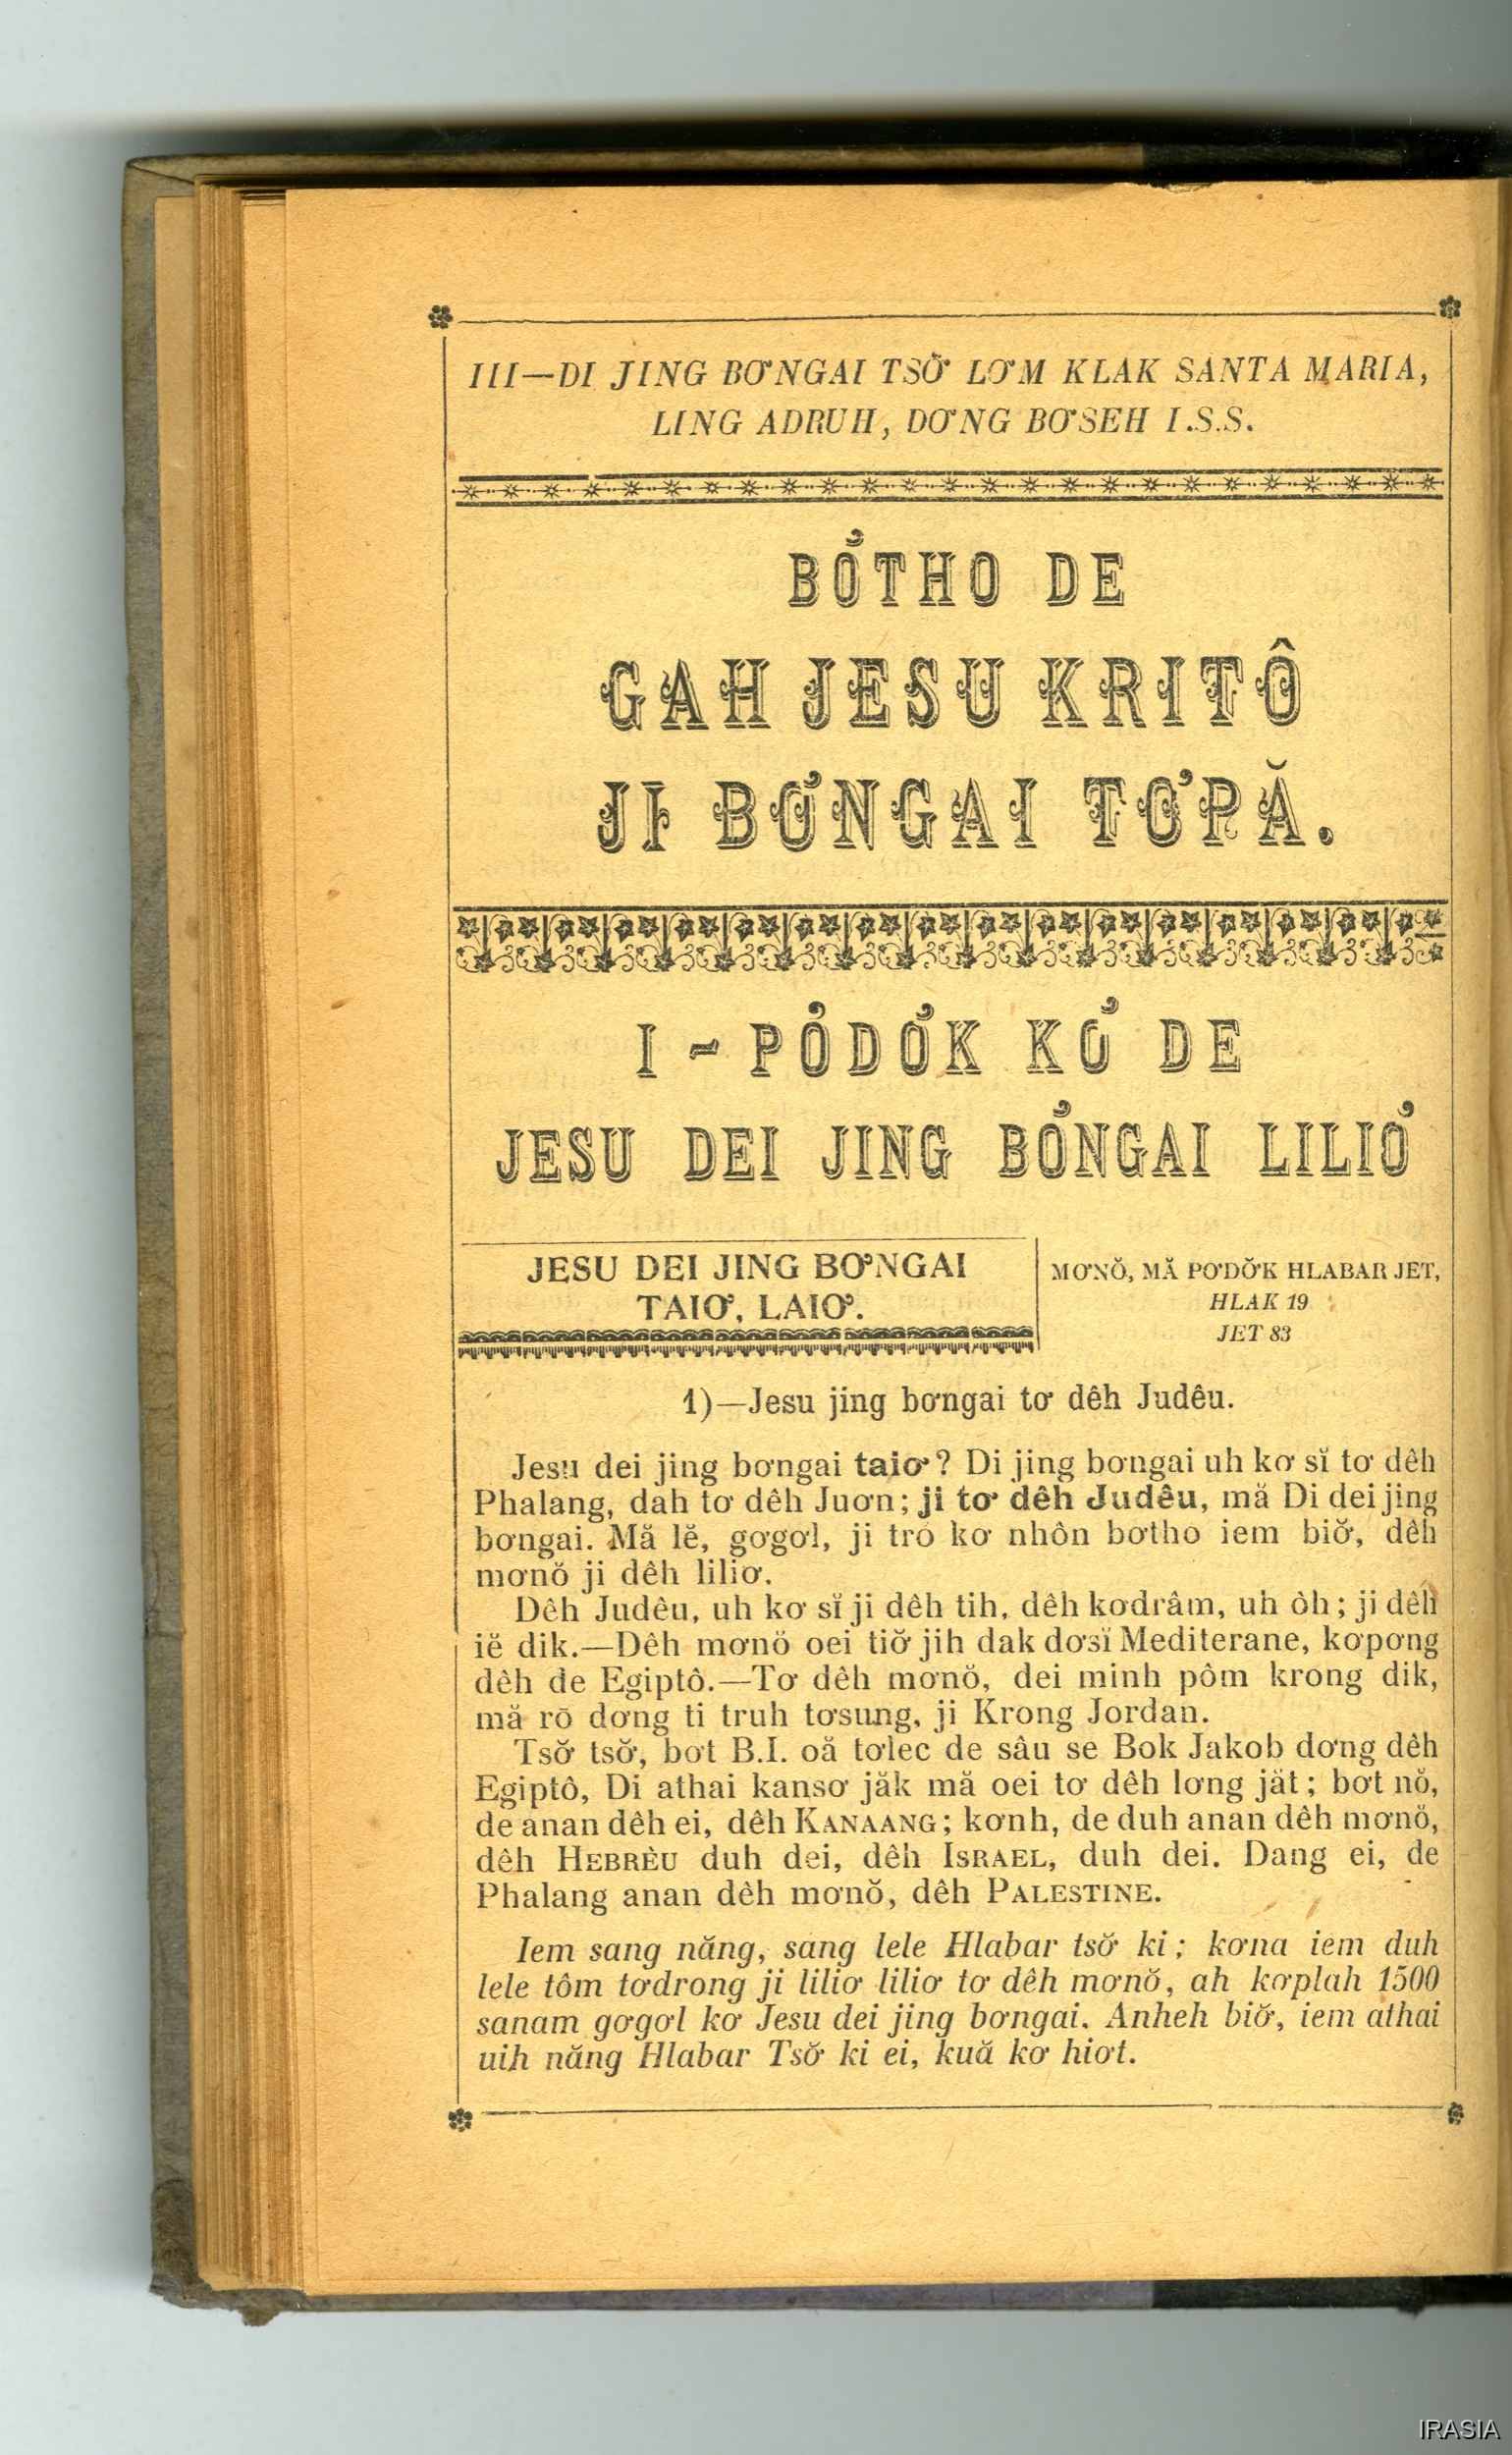 III—DI JING BƠNGAI TSƠ̆ LƠM KLAK SANTA MARIA,
LING ADRUH, DƠNG BƠSEH I.S.S.
BƠTHO DE
GAH JESU KRITÔ
JI BƠNGAI TƠPĂ.
I - PƠDƠ̆K KƠ DE
JESU DEI JING BƠNGAI LILIƠ
JESU DEI JING BƠNGAI
TAIƠ, LAIƠ.
MƠNŎ, MĂ PƠDƠ̆K HLABAR JET,
HLAK 19
JET 83
1)—Jesu jing bơngai tơ dêh Judêu.
Jesu dei jing bơngai taiơ? Di jing bơngai uh kơ sĭ tơ dêh
Phalang, dah tơ dêh Juơn; ji tơ dêh Judêu, mă Di dei jing
bơngai. Mă lĕ, gơgơl, ji trŏ kơ nhôn bơtho iem biơ̆, dêh
mơnŏ ji dêh liliơ.
Dêh Judêu, uh kơ sĭ ji dêh tih, dêh kơdrâm, uh ôh; ji dêh
iĕ dik.—Dêh mơnŏ oei tiơ̆ jih dak dơsĭ Mediterane, kơpơng
dêh de Egiptô.—Tơ dêh mơnŏ, dei minh pôm krong dik,
mă rŏ dơng ti truh tơsung, ji Krong Jordan.
Tsơ̆ tsơ̆, bơt B.I. oă tơlec de sâu se Bok Jakob dơng dêh
Egiptô, Di athai kansơ jăk mă oei tơ dêh lơng jăt; bơt nŏ,
de anan dêh ei, dêh KANAANG; kơnh, de duh anan dêh mơnŏ,
dêh HEBRÈU duh dei, dêh ISRAEL, duh dei. Dang ei, de
Phalang anan dêh mơnŏ, dêh PALESTINE.
Iem sang năng, sang lele Hlabar tsơ̆ ki; kơna iem duh
lele tôm tơdrong ji liliơ liliơ tơ dêh mơnŏ, ah kơplah 1500
sanam gơgơl kơ Jesu dei jing bơngai. Anheh biơ̆, iem athai
uih năng Hlabar Tsơ̆ ki ei, kuă kơ hiơt.
IRASIA